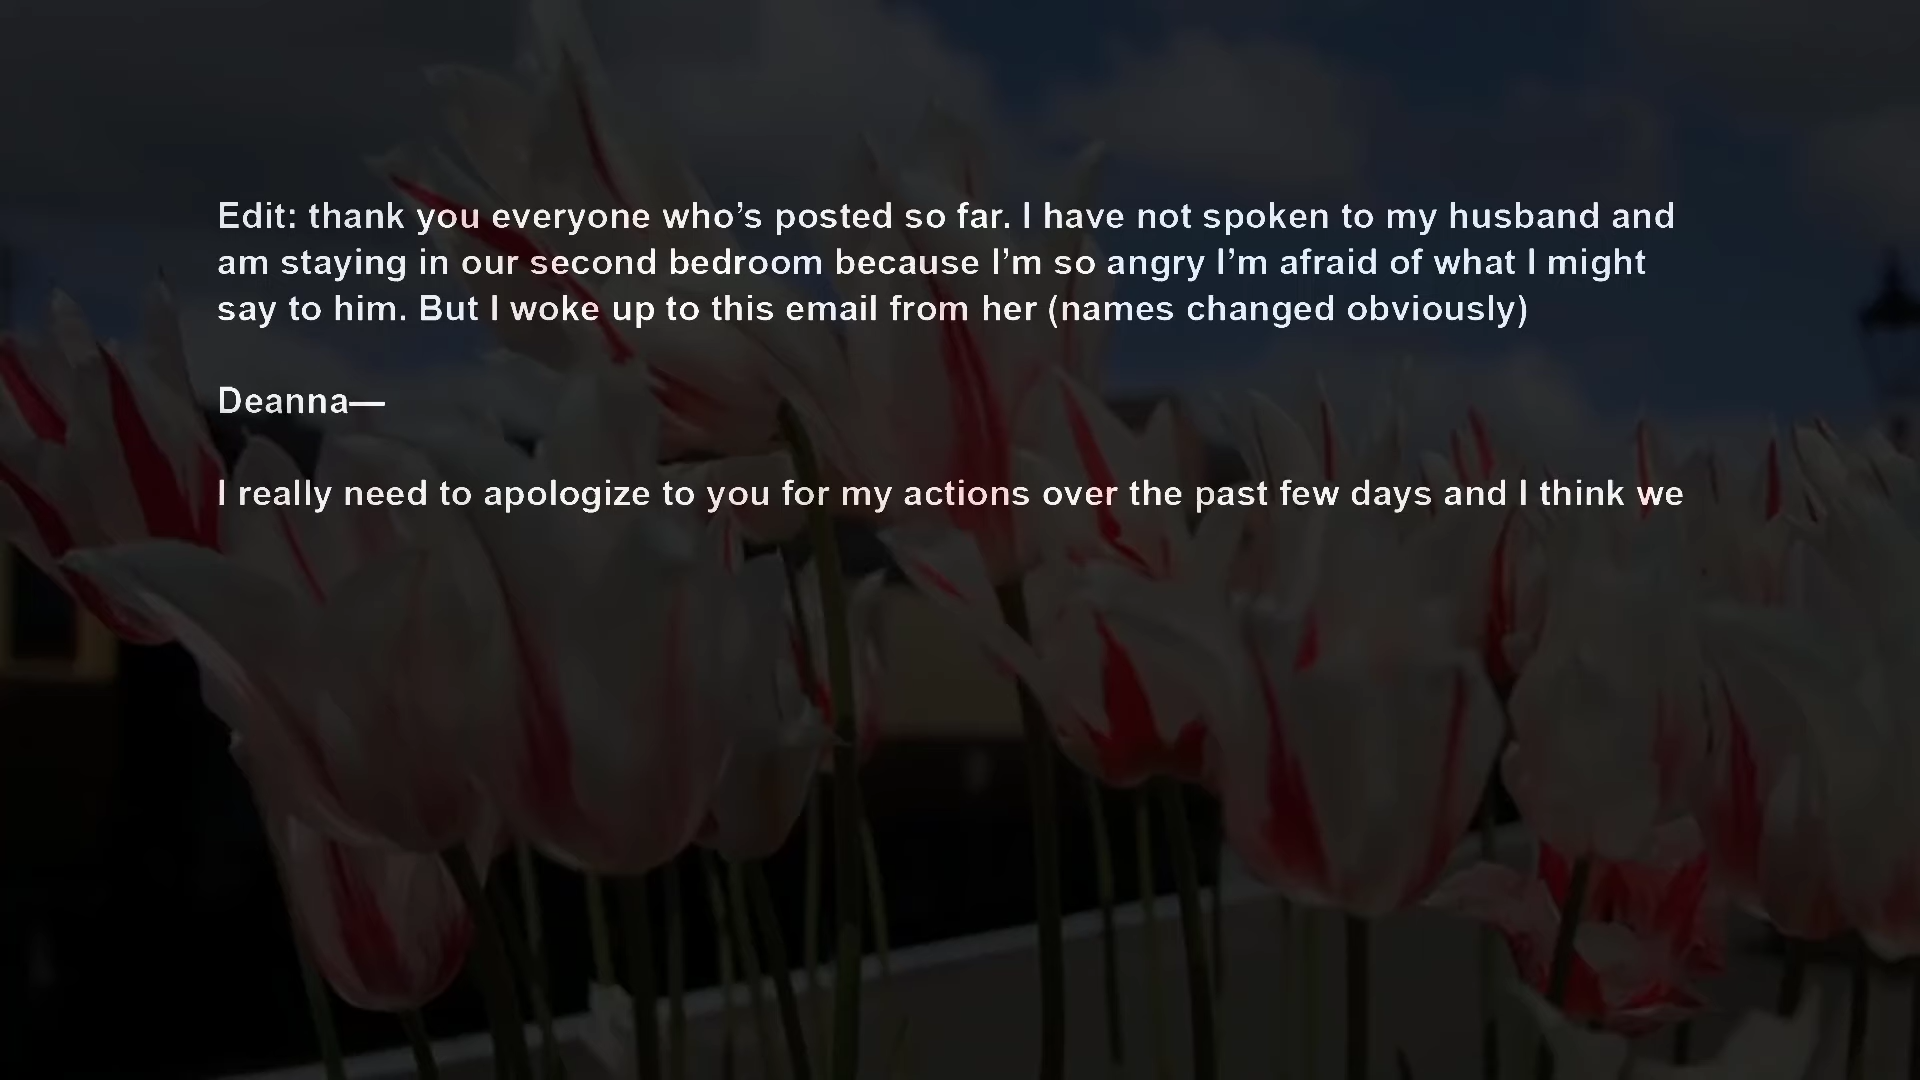 Edit: thank you everyone who’s posted so far. I have not spoken to my husband and
am staying in our second bedroom because I’m so angry I’m afraid of what I might
say to him. But I woke up to this email from her (names changed obviously)
Deanna—
I really need to apologize to you for my actions over the past few days and I think we